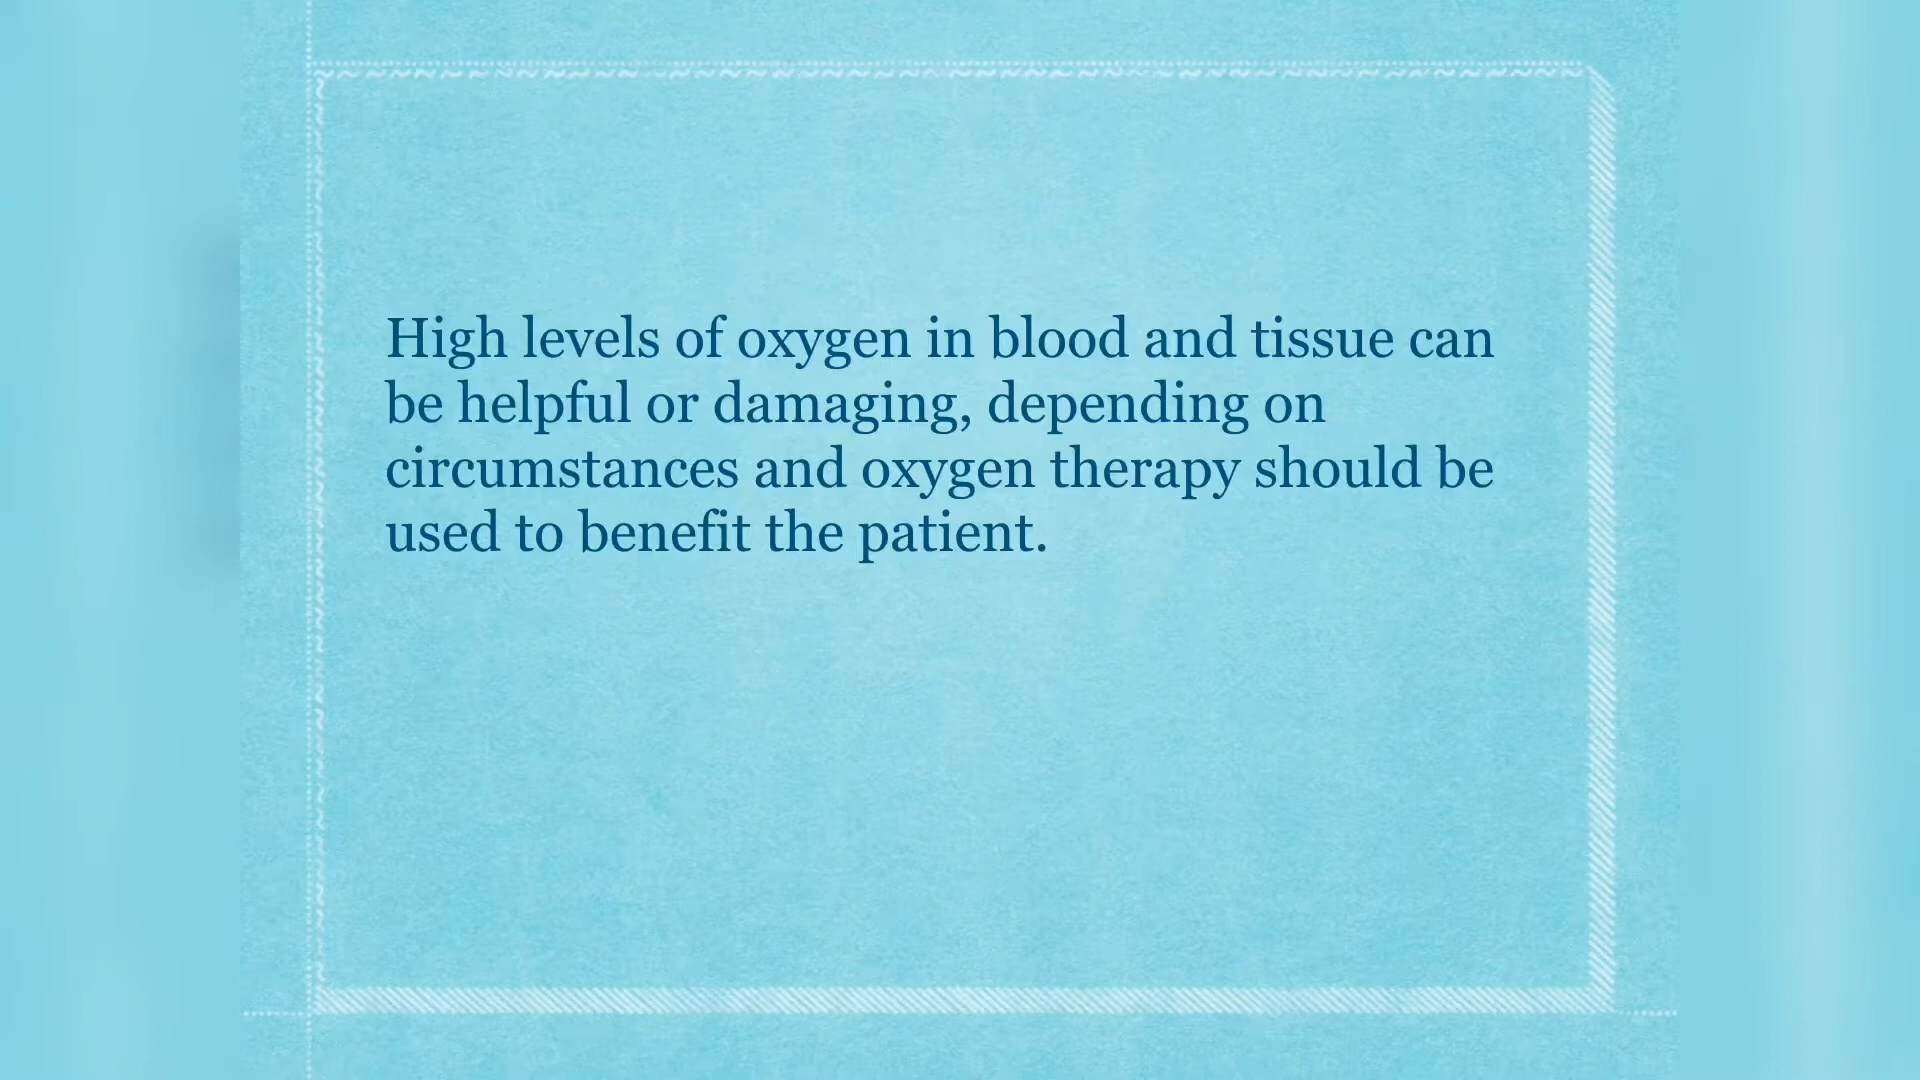 High levels of oxygen in blood and tissue can
be helpful or damaging, depending on
circumstances and oxygen therapy should be
used to benefit the patient.